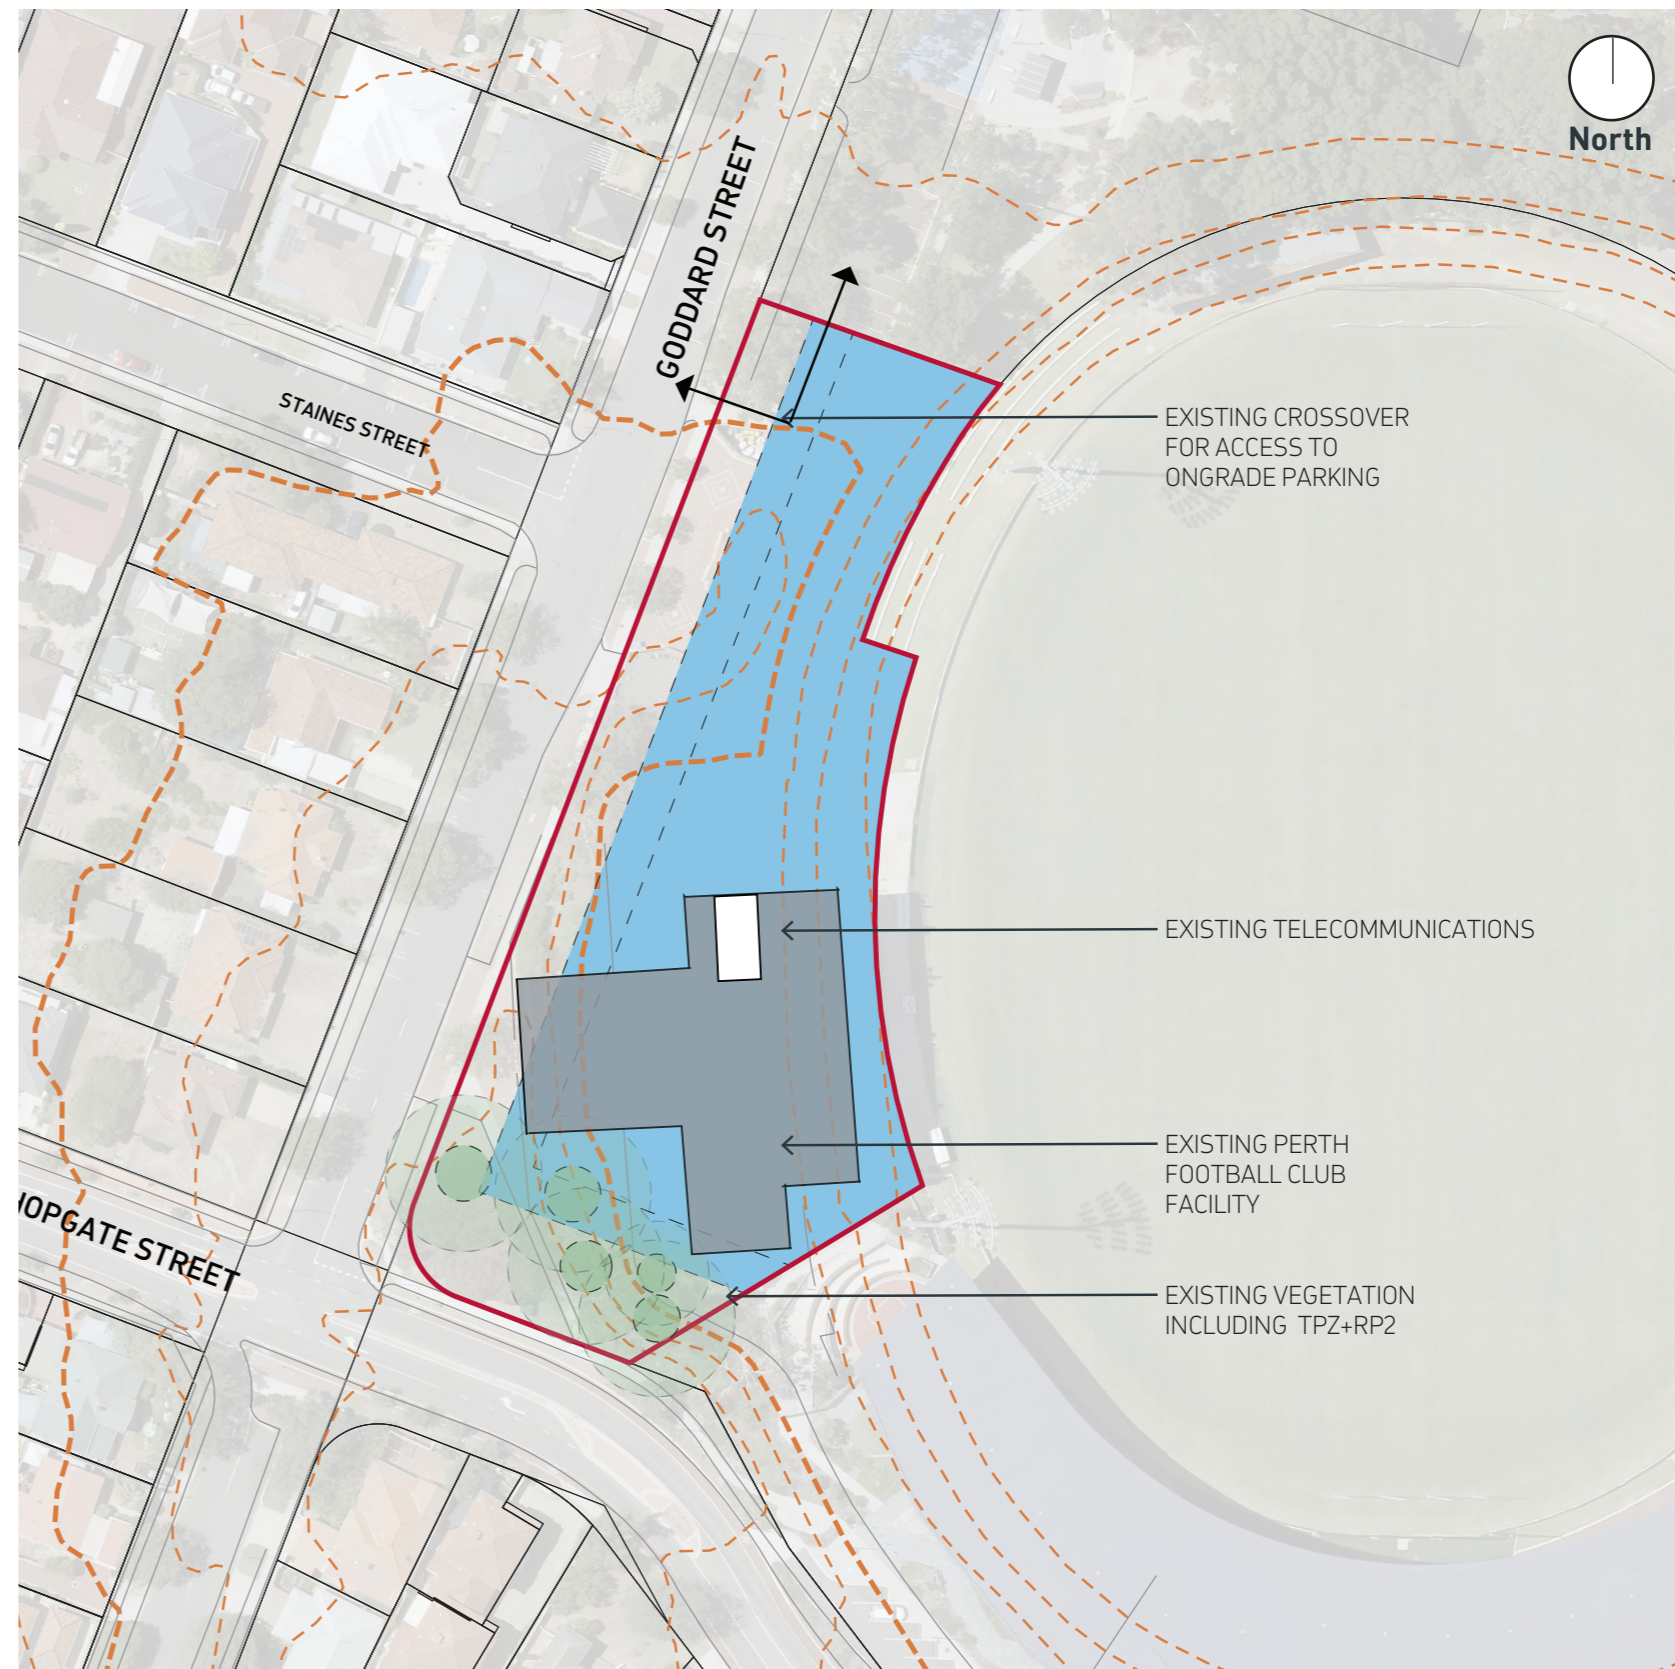 North
GODDARD STREET
STAINES STREET
EXISTING CROSSOVER
FOR ACCESS TO
ONGRADE PARKING
EXISTING TELECOMMUNICATIONS
EXISTING PERTH
FOOTBALL CLUB
FACILITY
HOPGATE STREET
EXISTING VEGETATION
INCLUDING TPZ+RP2